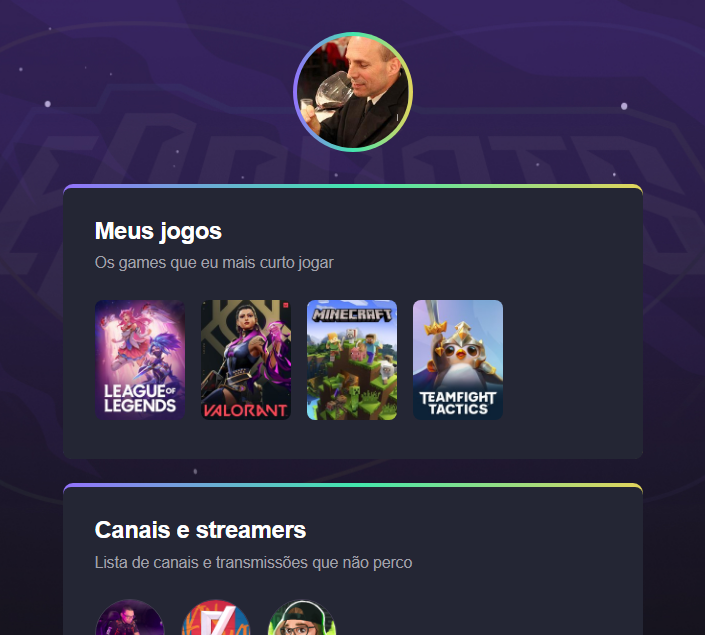 Meus jogos
Os games que eu mais curto jogar
LEAGUE OF
LEGENDS
VALORANT
MINECRAFT
TEAMFIGHT
TACTICS
Canais e streamers
Lista de canais e transmissões que não perco